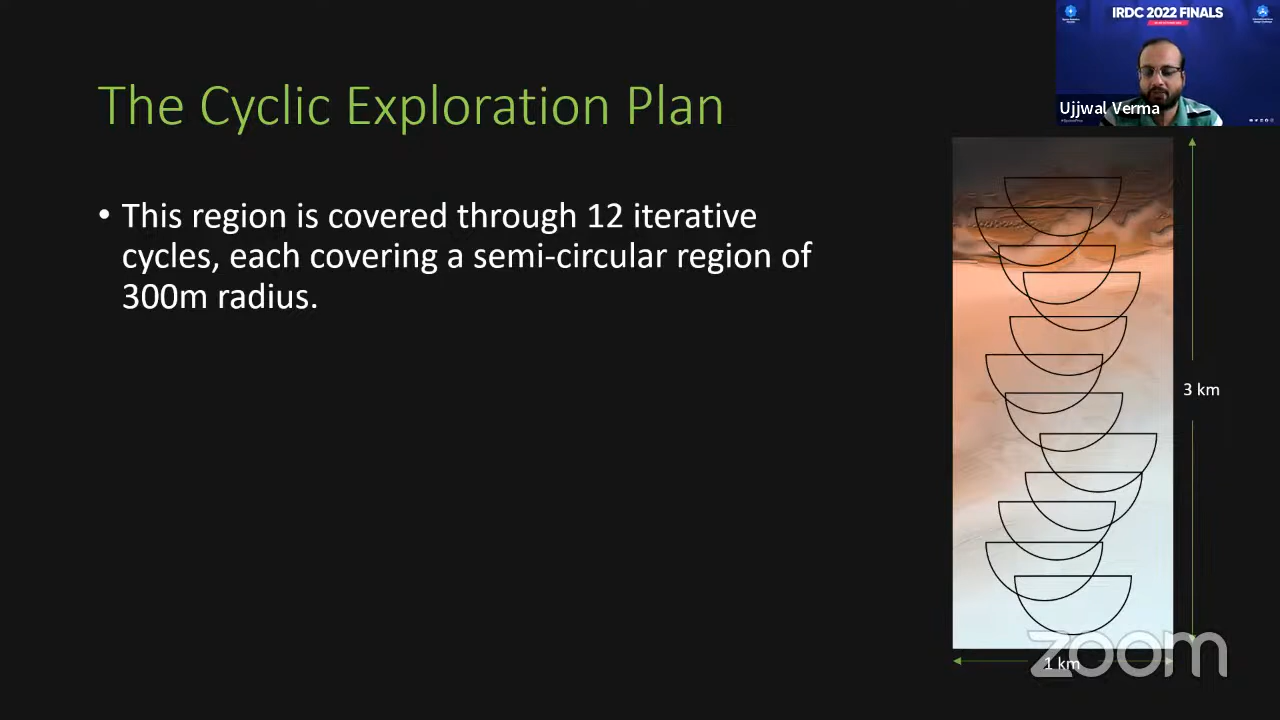 IRDC 2022 FINALS
Ujjwal Verma
The Cyclic Exploration Plan
• This region is covered through 12 iterative
cycles, each covering a semi-circular region of
300m radius.
3 km
1 km
zoom